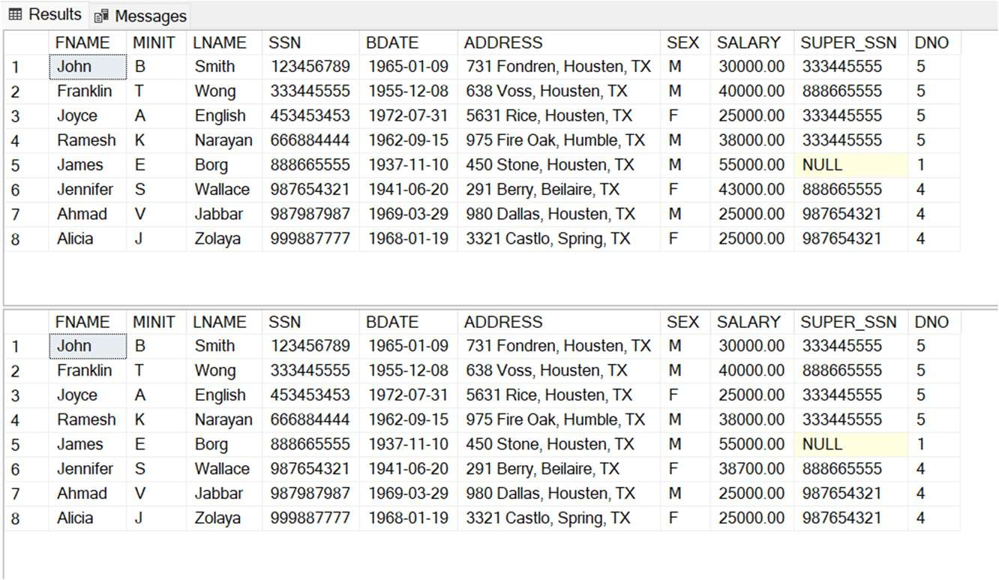 Results Messages
FNAME MINIT LNAME SSN BDATE ADDRESS SEX SALARY SUPER_SSN DNO
1 John B Smith 123456789 1965-01-09 731 Fondren, Housten, TX M 30000.00 333445555 5
2 Franklin T Wong 333445555 1955-12-08 638 Voss, Housten, TX M 40000.00 888665555 5
3 Joyce A English 453453453 1972-07-31 5631 Rice, Housten, TX F 25000.00 333445555 5
4 Ramesh K Narayan 666884444 1962-09-15 975 Fire Oak, Humble, TX M 38000.00 333445555 5
5 James E Borg 888665555 1937-11-10 450 Stone, Housten, TX M 55000.00 NULL 1
6 Jennifer S Wallace 987654321 1941-06-20 291 Berry, Beilaire, TX F 43000.00 888665555 4
7 Ahmad V Jabbar 987987987 1969-03-29 980 Dallas, Housten, TX M 25000.00 987654321 4
8 Alicia J Zolaya 999887777 1968-01-19 3321 Castlo, Spring, TX F 25000.00 987654321 4
FNAME MINIT LNAME SSN BDATE ADDRESS SEX SALARY SUPER_SSN DNO
1 John B Smith 123456789 1965-01-09 731 Fondren, Housten, TX M 30000.00 333445555 5
2 Franklin T Wong 333445555 1955-12-08 638 Voss, Housten, TX M 40000.00 888665555 5
3 Joyce A English 453453453 1972-07-31 5631 Rice, Housten, TX F 25000.00 333445555 5
4 Ramesh K Narayan 666884444 1962-09-15 975 Fire Oak, Humble, TX M 38000.00 333445555 5
5 James E Borg 888665555 1937-11-10 450 Stone, Housten, TX M 55000.00 NULL 1
6 Jennifer S Wallace 987654321 1941-06-20 291 Berry, Beilaire, TX F 38700.00 888665555 4
7 Ahmad V Jabbar 987987987 1969-03-29 980 Dallas, Housten, TX M 25000.00 987654321 4
8 Alicia J Zolaya 999887777 1968-01-19 3321 Castlo, Spring, TX F 25000.00 987654321 4